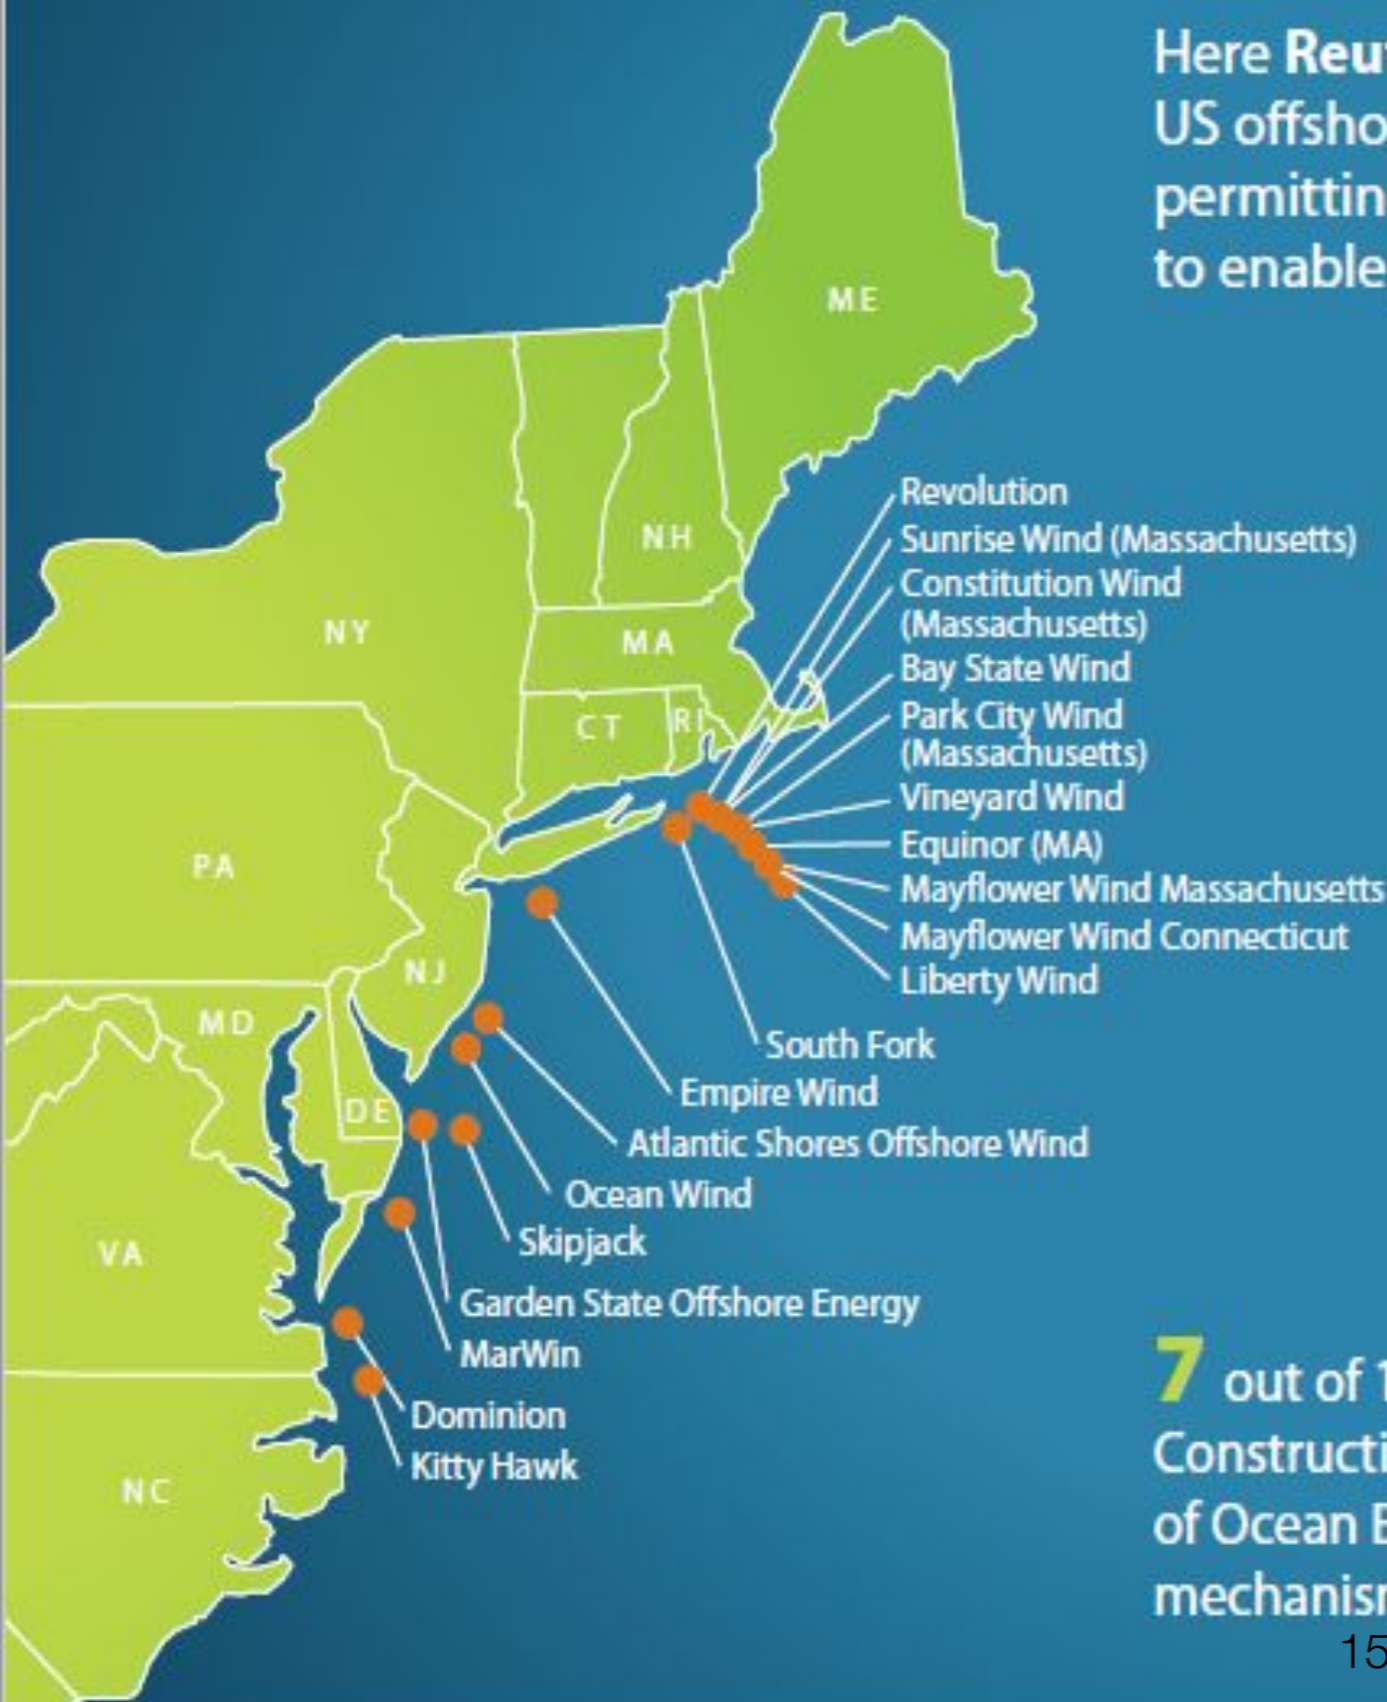 Here Reu
US offsho
permittin
to enable
ME
NH
NY
MA
CT
RI
PA
NJ
MD
DE
VA
NC
Revolution
Sunrise Wind (Massachusetts)
Constitution Wind
(Massachusetts)
Bay State Wind
Park City Wind
(Massachusetts)
Vineyard Wind
Equinor (MA)
Mayflower Wind Massachusetts
Mayflower Wind Connecticut
Liberty Wind
South Fork
Empire Wind
Atlantic Shores Offshore Wind
Ocean Wind
Skipjack
Garden State Offshore Energy
MarWin
Dominion
Kitty Hawk
7 out of 1
Constructi
of Ocean E
mechanism
15